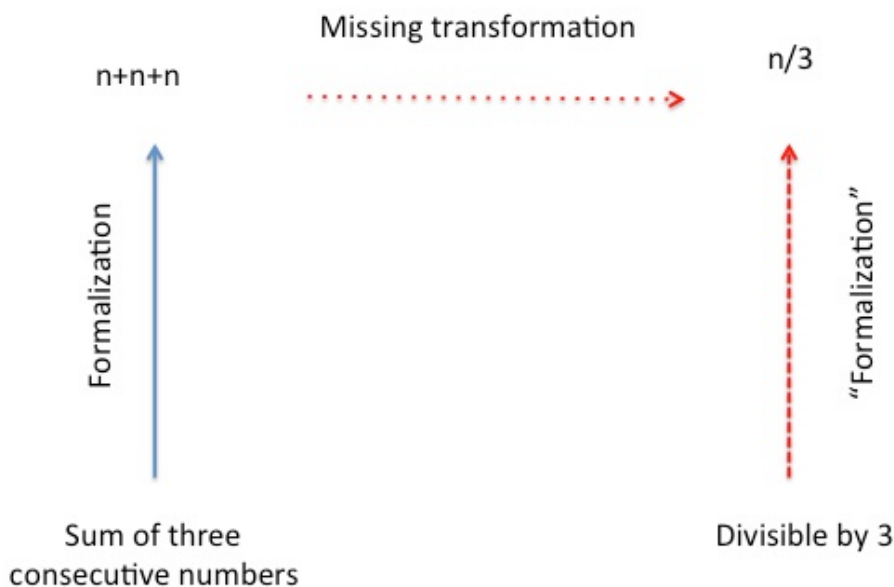 Missing transformation
n+n+n
n/3
Formalization
“Formalization”
Sum of three
consecutive numbers
Divisible by 3